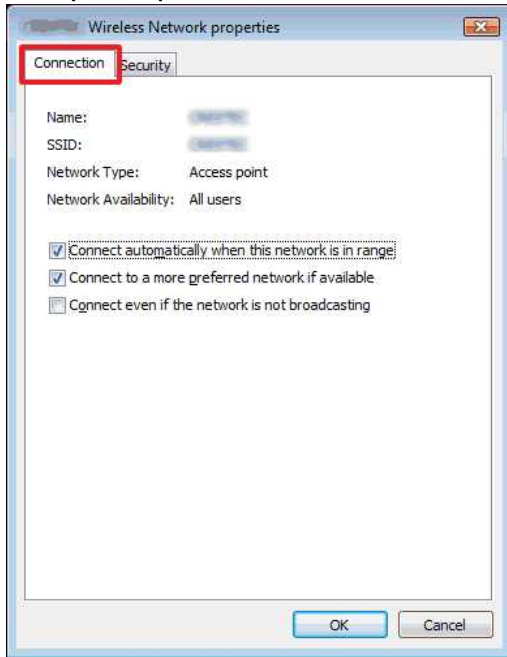 Wireless Network properties
Connection Security
Name:
SSID:
Network Type: Access point
Network Availability: All users
Connect automatically when this network is in range
Connect to a more preferred network if available
Connect even if the network is not broadcasting
OK Cancel